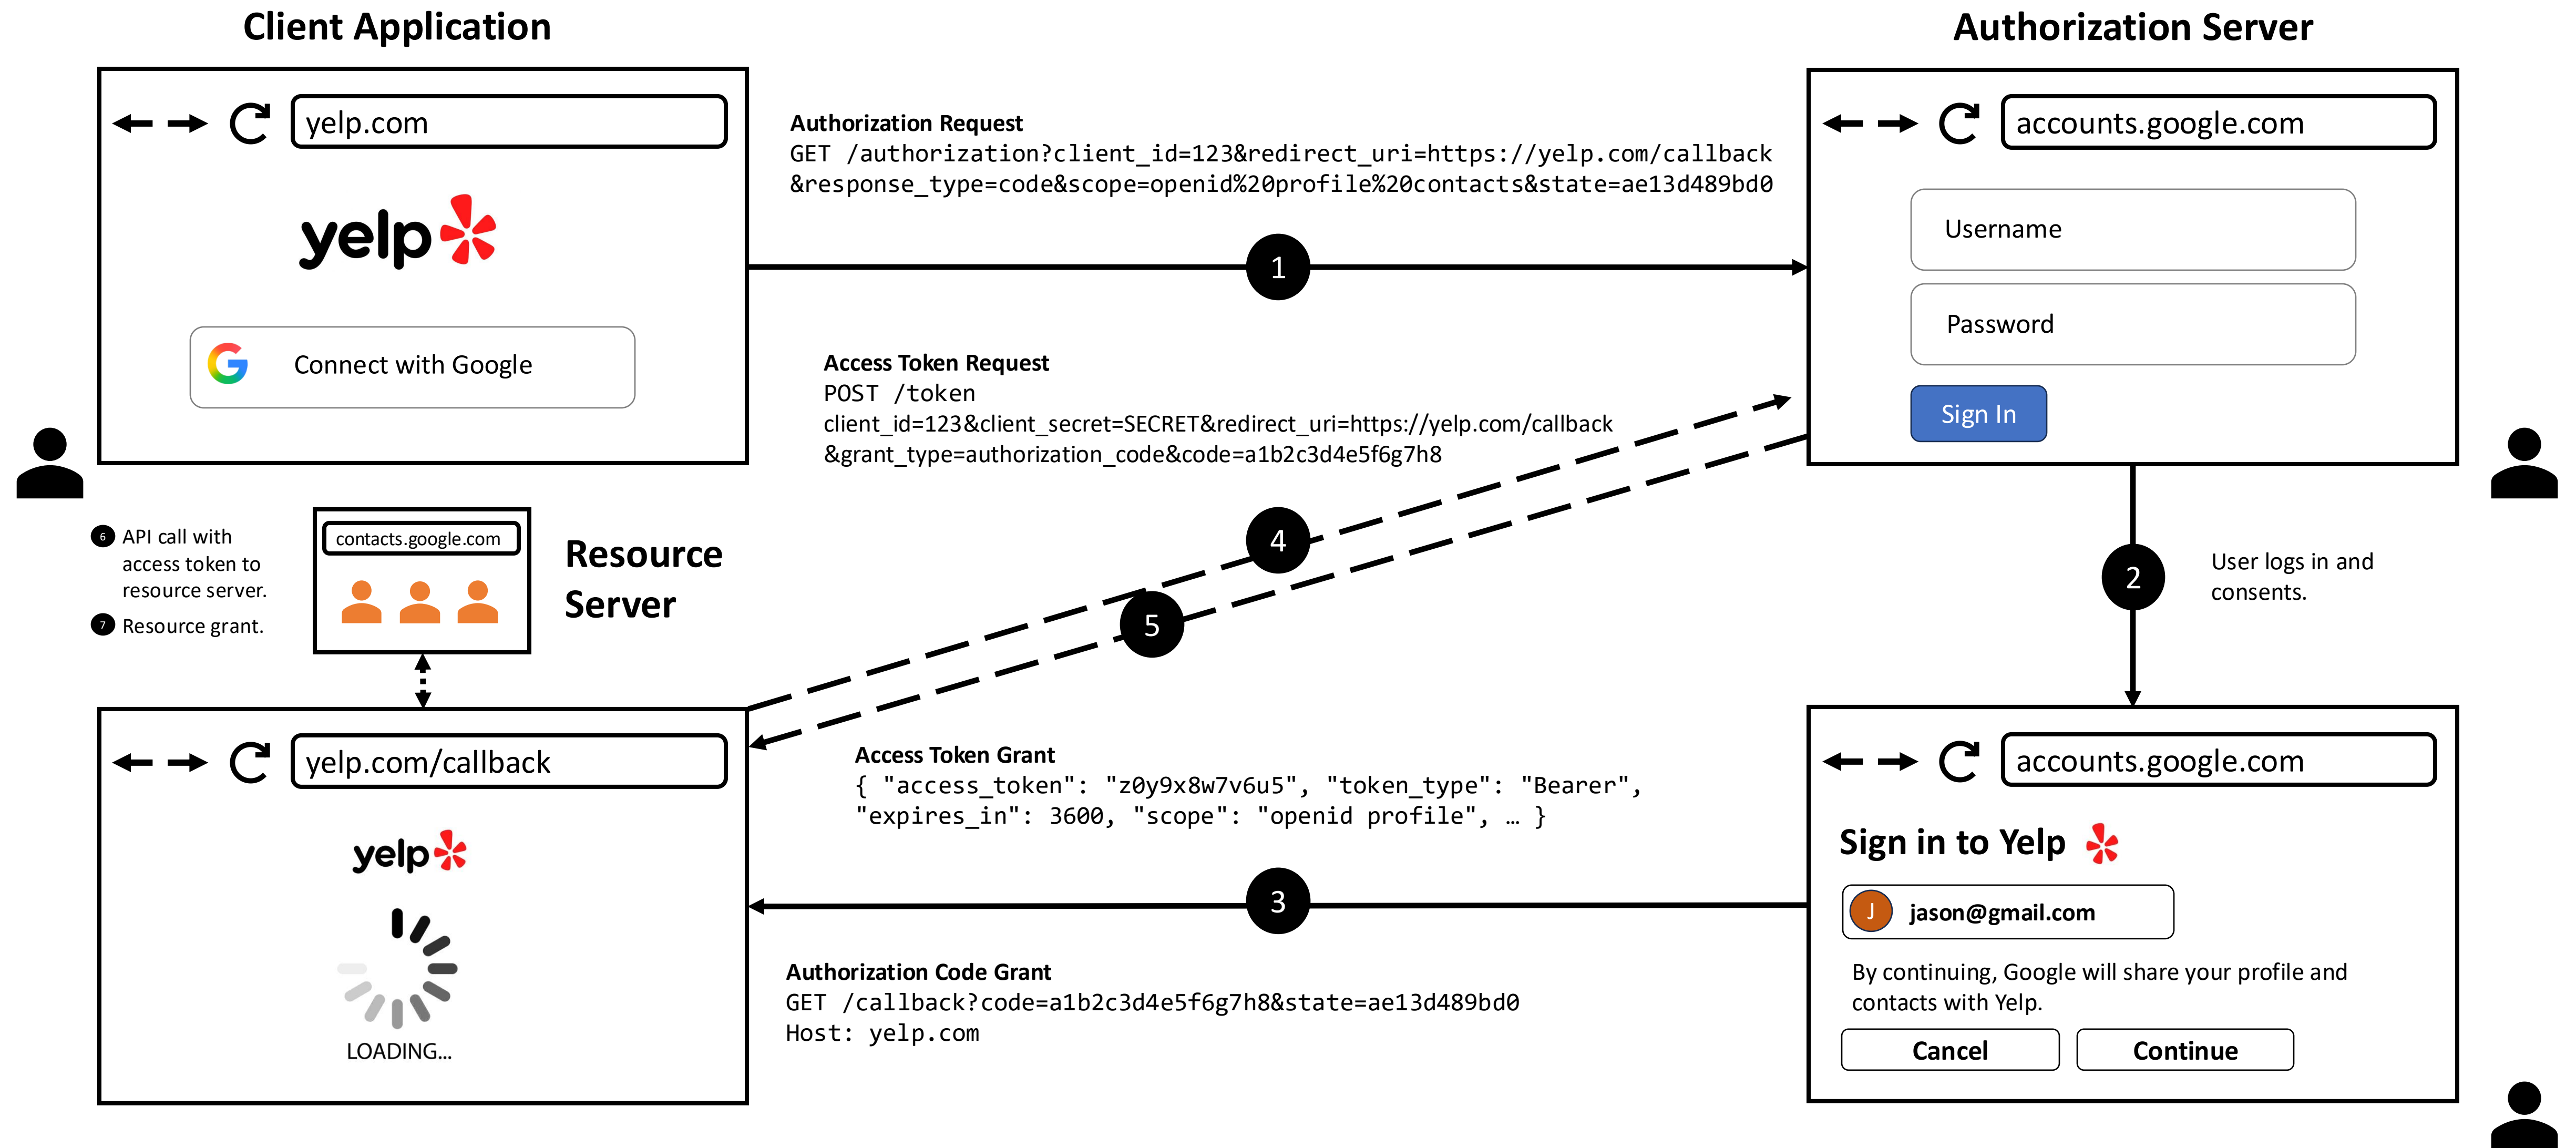 Client Application
Authorization Server
yelp.com
yelp
Connect with Google
Authorization Request
GET /authorization?client_id=123&redirect_uri=https://yelp.com/callback
&response_type=code&scope=openid%20profile%20contacts&state=ae13d489bd0
1
accounts.google.com
Username
Password
Sign In
Access Token Request
POST /token
client_id=123&client_secret=SECRET&redirect_uri=https://yelp.com/callback
&grant_type=authorization_code&code=a1b2c3d4e5f6g7h8
4
5
2
User logs in and
consents.
6 API call with
access token to
resource server.
7 Resource grant.
contacts.google.com
Resource
Server
yelp.com/callback
yelp
LOADING...
Access Token Grant
{ "access_token": "z0y9x8w7v6u5", "token_type": "Bearer",
"expires_in": 3600, "scope": "openid profile", … }
3
Authorization Code Grant
GET /callback?code=a1b2c3d4e5f6g7h8&state=ae13d489bd0
Host: yelp.com
accounts.google.com
Sign in to Yelp
J jason@gmail.com
By continuing, Google will share your profile and
contacts with Yelp.
Cancel
Continue